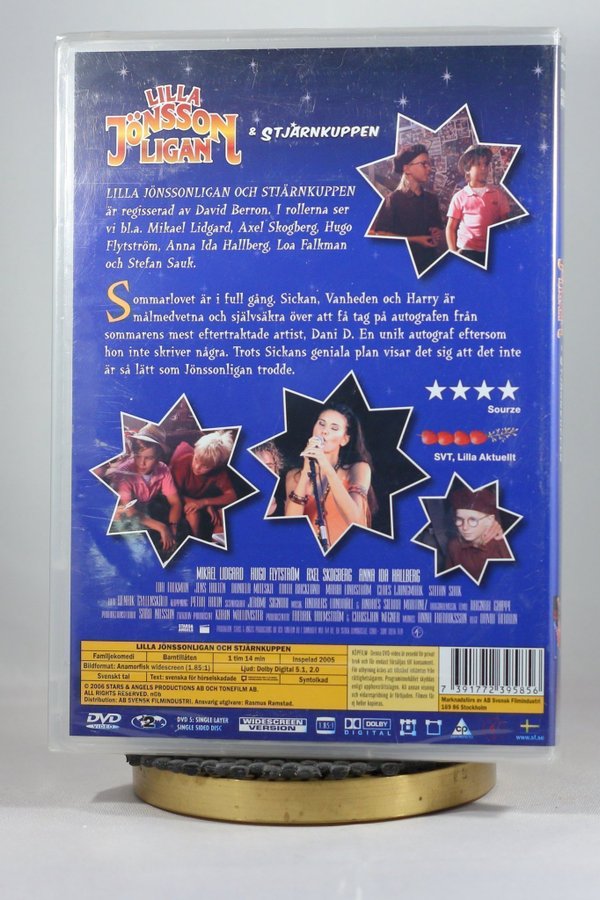 LILLA
JÖNSSON
LIGAN
& STJÄRNKUPPEN
LILLA JÖNSSONLIGAN OCH STJÄRNKUPPEN
är regisserad av David Berron. I rollerna ser
vi bl.a. Mikael Lidgard, Axel Skogberg, Hugo
Flytström, Anna Ida Hallberg, Loa Falkman
och Stefan Sauk.
Sommarlovet är i full gång. Sickan, Vanheden och Harry är
målmedvetna och självsäkra över att få tag på autografen från
sommarens mest eftertraktade artist, Dani D. En unik autograf eftersom
hon inte skriver några. Trots Sickans geniala plan visar det sig att det inte
är så lätt som Jönssonligan trodde.
Sourze
SVT, Lilla Aktuellt
MIKAEL LIDGARD HUGO FLYTSTRÖM AXEL SKOGBERG ANNA IDA HALLBERG
LOA FALKMAN JENS HULTÉN STEFAN SAUK
LILLA JÖNSSONLIGAN OCH STJÄRNKUPPEN
Familjekomedi Barntillåten 1 tim 14 min Inspelad 2005
Bildformat: Anamorfisk widescreen (1.85:1) Ljud: Dolby Digital 5.1, 2.0
Svenskt tal Text: svenska för hörselskadade Syntolkad
© 2006 STARS & ANGELS PRODUCTIONS AB OCH TONEFILM AB.
ALL RIGHTS RESERVED.
Distribution: AB SVENSK FILMINDUSTRI. Ansvarig utgivare: Rasmus Ramstad.
7 391772 395856
Marknadsförs av AB Svensk Filmindustri
169 86 Stockholm
DVD
VIDEO
2
DVD 5: SINGLE LAYER
SINGLE SIDED DISC
WIDESCREEN
VERSION
1.85:1
DOLBY
DIGITAL
www.sf.se